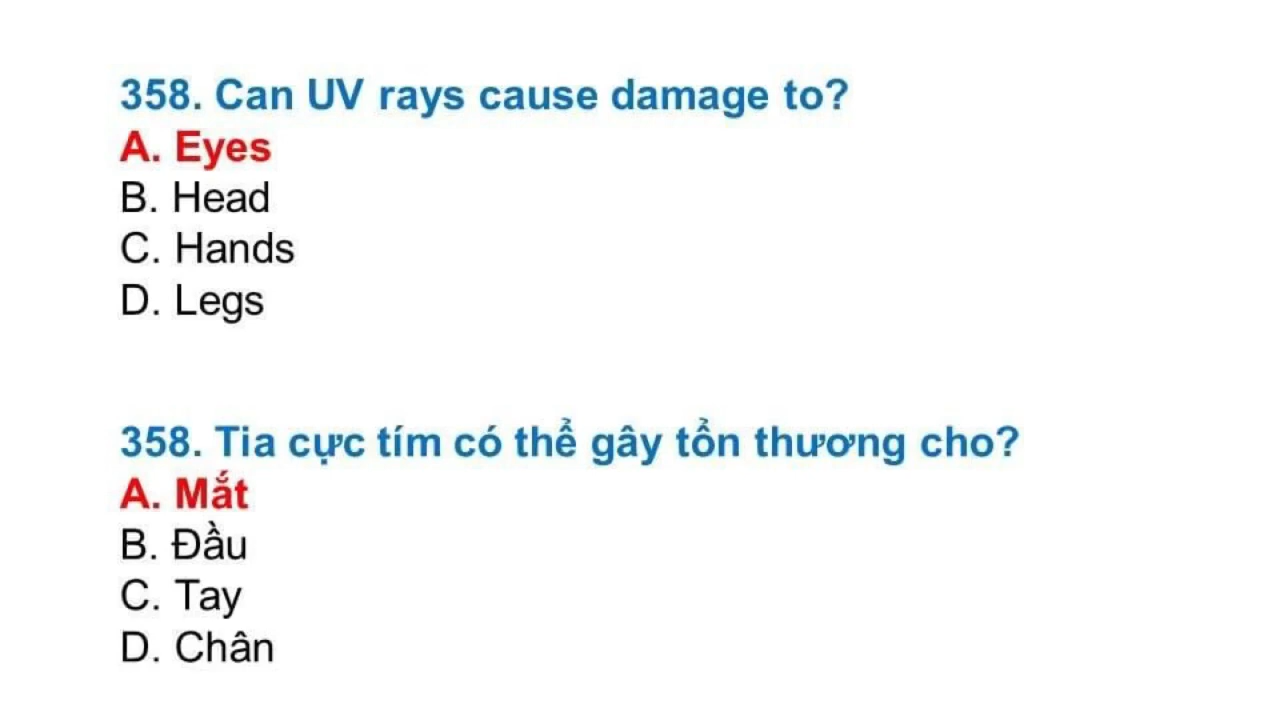 358. Can UV rays cause damage to?
A. Eyes
B. Head
C. Hands
D. Legs
358. Tia cực tím có thể gây tổn thương cho?
A. Mắt
B. Đầu
C. Tay
D. Chân